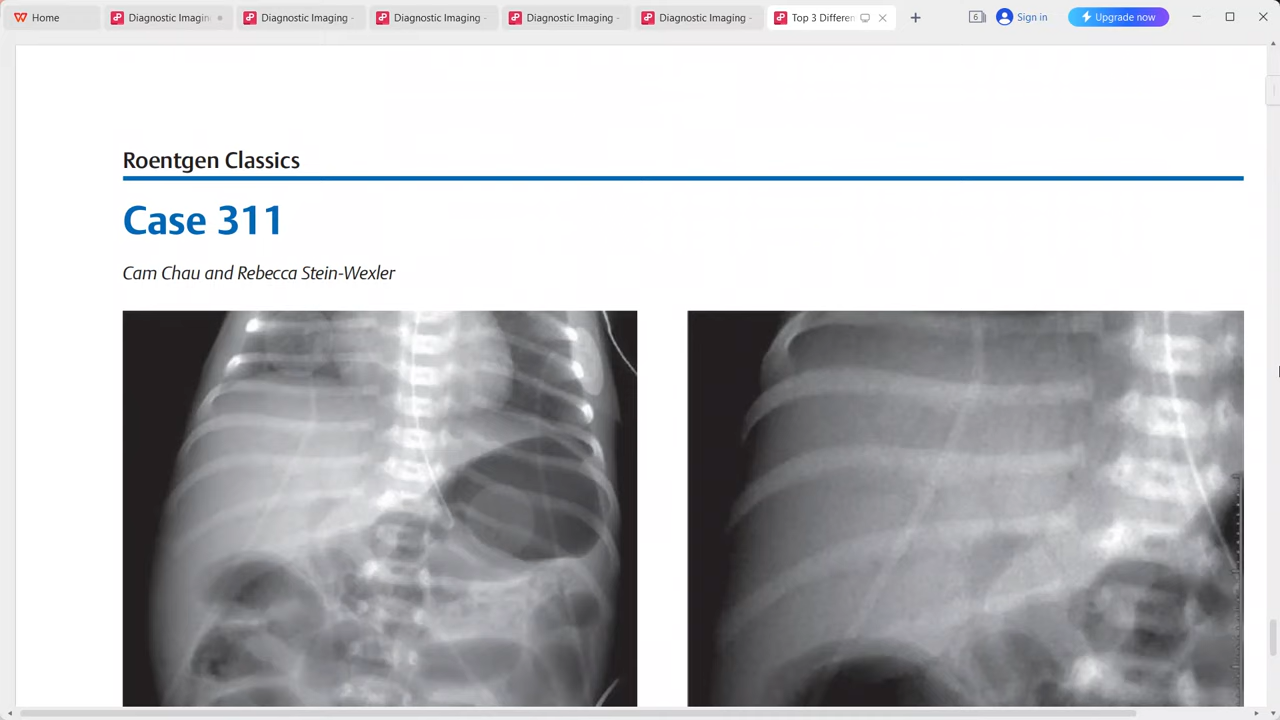 Home
Diagnostic Imagin
Diagnostic Imaging -
Diagnostic Imaging
Diagnostic Imaging -
Diagnostic Imaging -
Top 3 Differen
6
Sign in
Upgrade now
Roentgen Classics
Case 311
Cam Chau and Rebecca Stein-Wexler